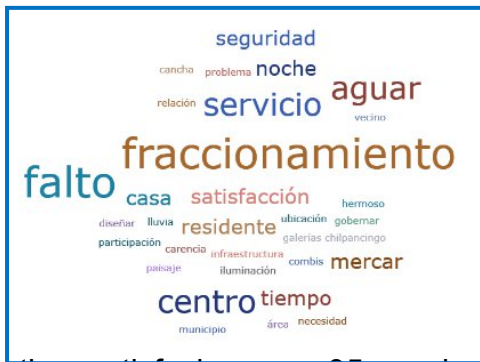 seguridad
cancha problema noche
aguar
relación servicio
vecino
fraccionamiento
falto
casa satisfacción
hermoso
diseñar lluvia residente ubicación gobernar
participación galerías chilpancingo
carencia infraestructura
combis mercar
paisaje iluminación
centro tiempo
municipio área necesidad